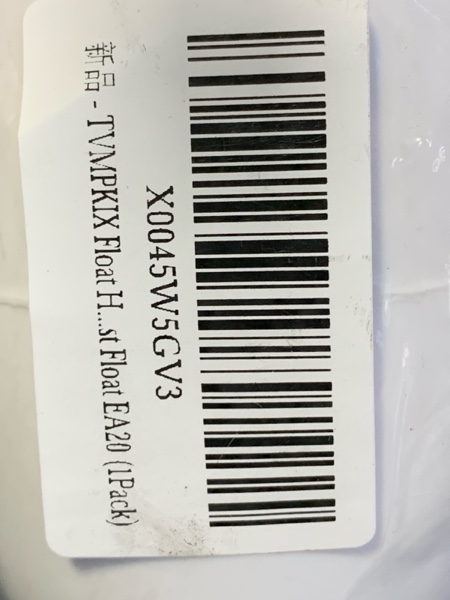 X0045W5GV3
新品 - TVMPKIX Float H...st Float EA20 (1Pack)